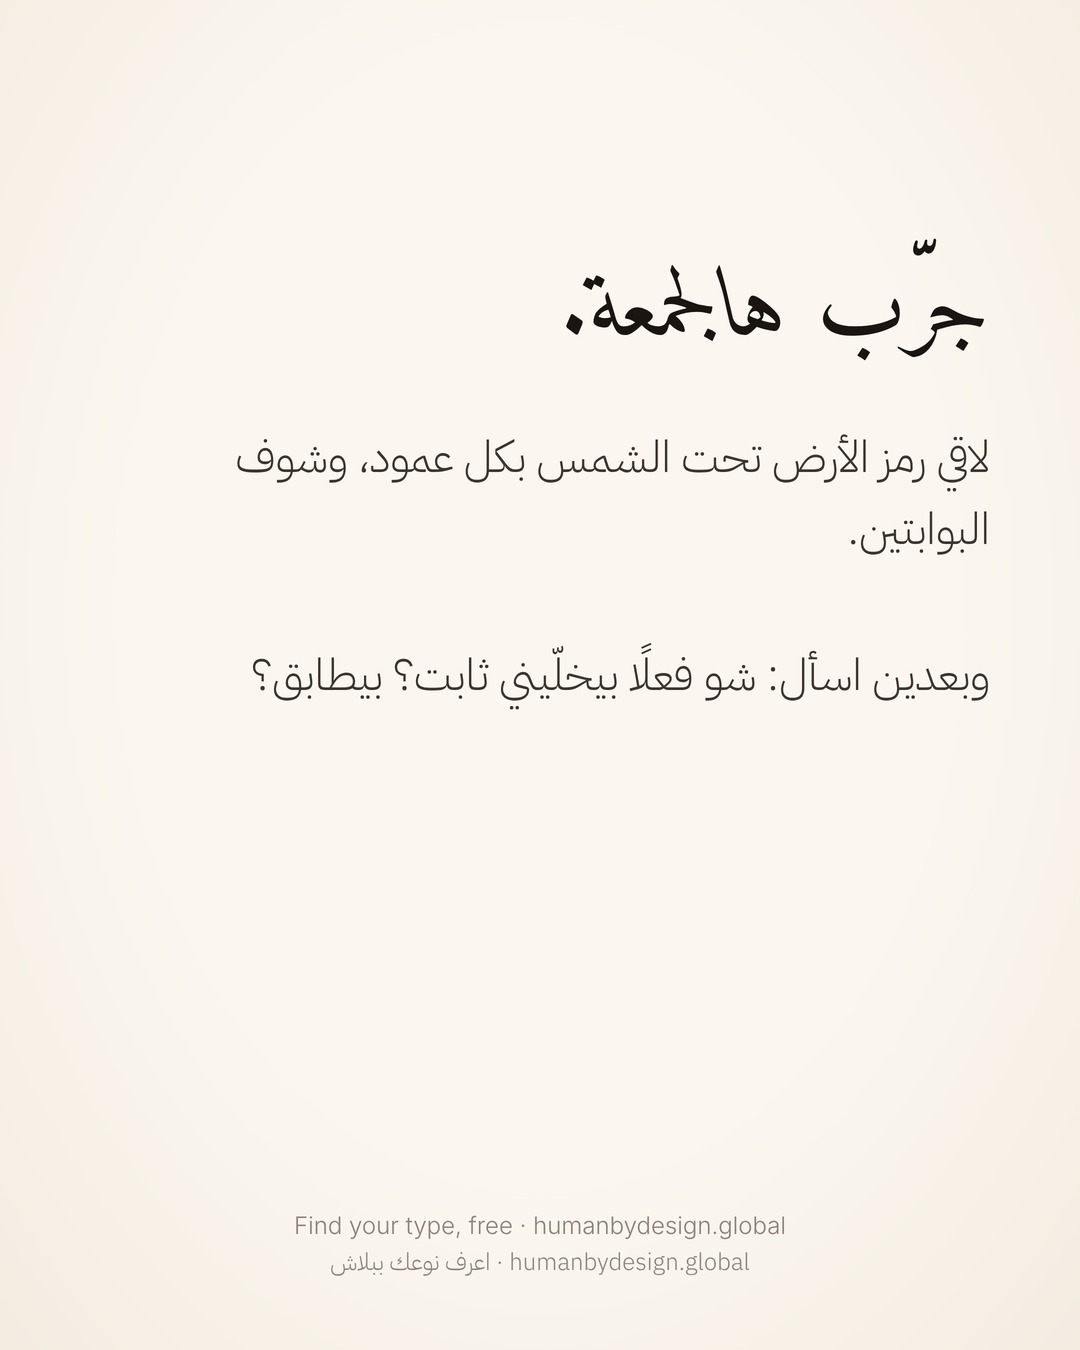 جرّب هالجمعة.
لاقي رمز الأرض تحت الشمس بكل عمود، وشوف
البوابتين.
وبعدين اسأل: شو فعلًا بيخلّيني ثابت؟ بيطابق؟
Find your type, free · humanbydesign.global
اعرف نوعك ببلاش · humanbydesign.global